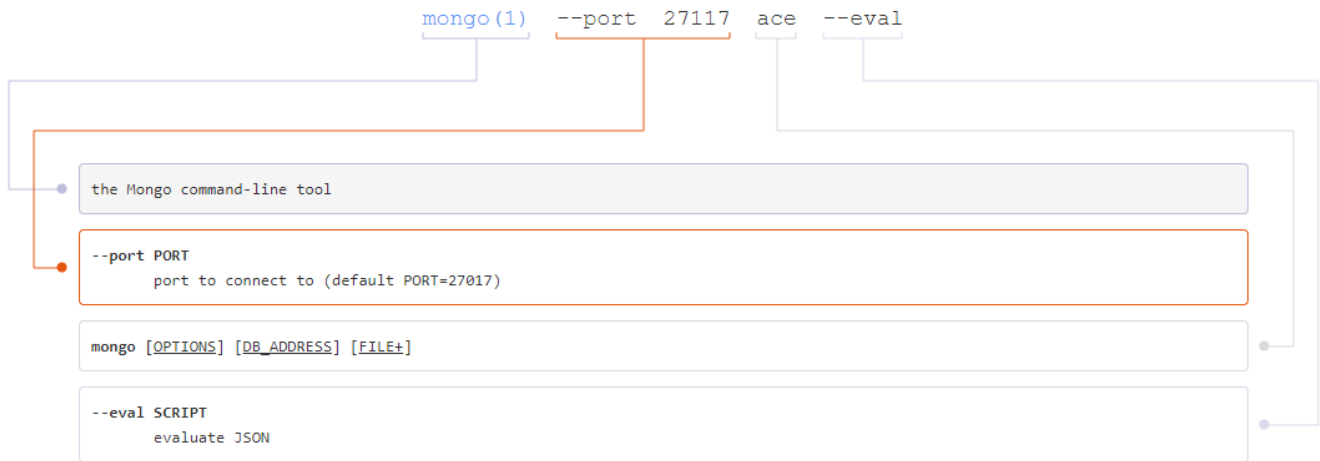 mongo(1) --port 27117 ace --eval
the Mongo command-line tool
--port PORT
port to connect to (default PORT=27017)
mongo [OPTIONS] [DB_ADDRESS] [FILE+]
--eval SCRIPT
evaluate JSON